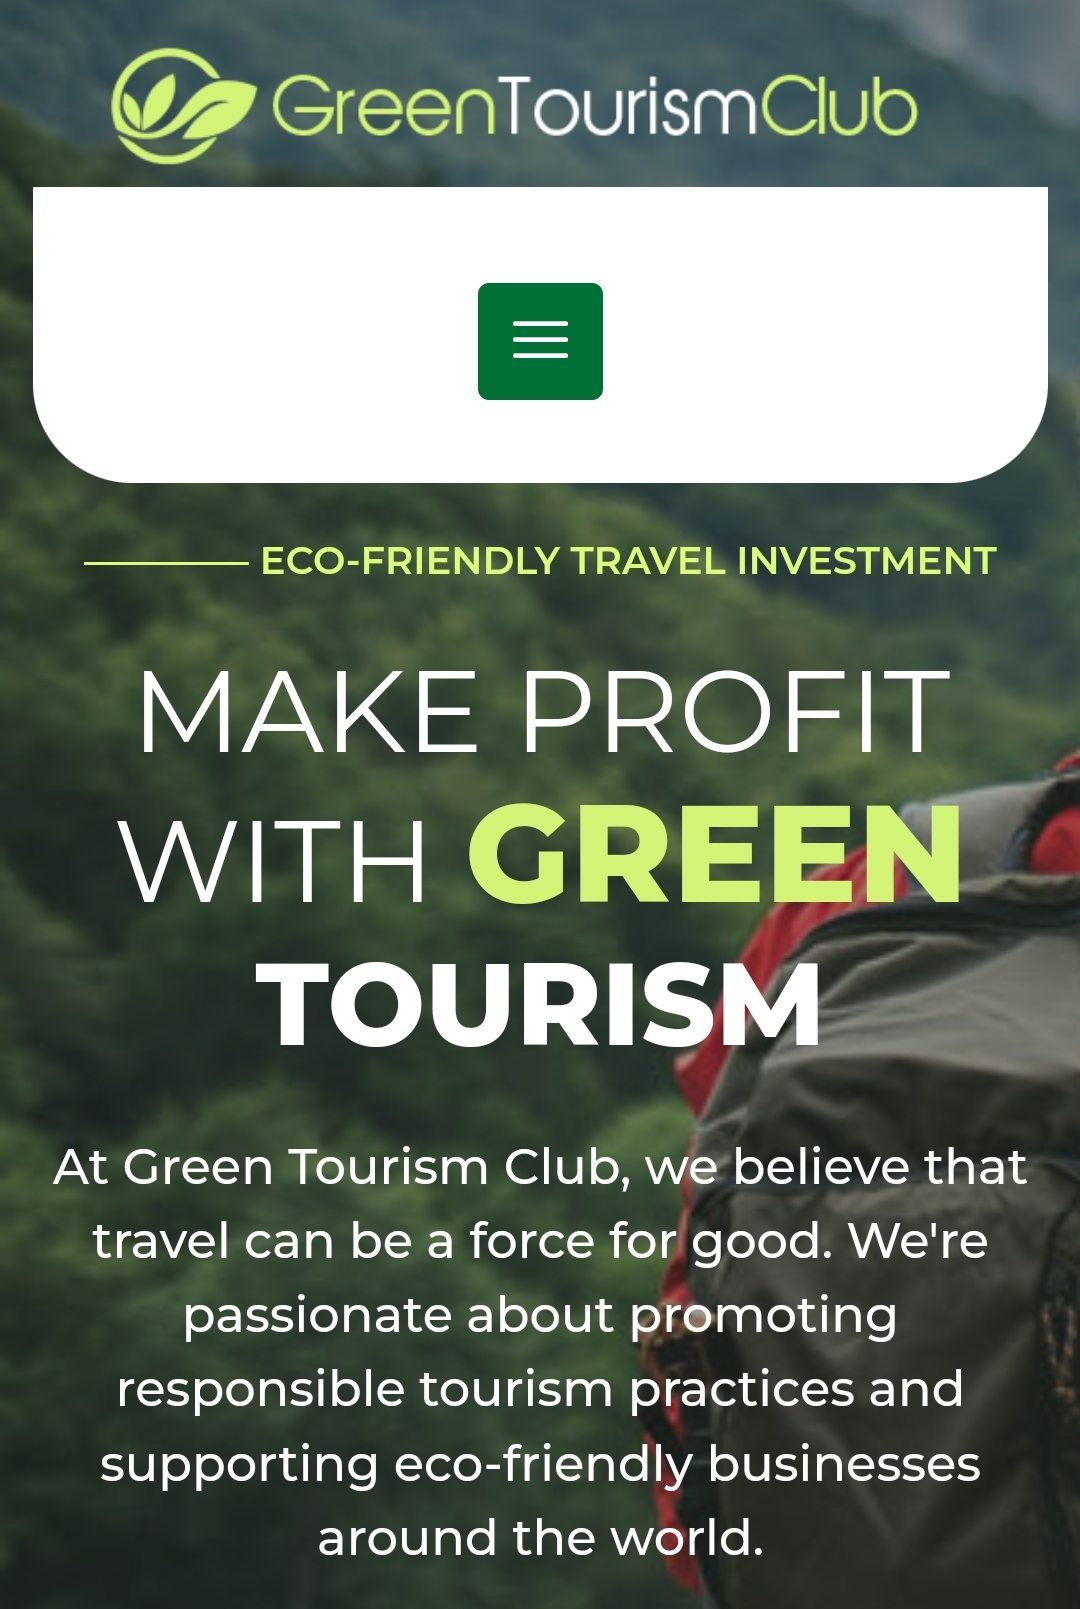 GreenTourismClub
ECO-FRIENDLY TRAVEL INVESTMENT
MAKE PROFIT
WITH GREEN
TOURISM
At Green Tourism Club, we believe that
travel can be a force for good. We're
passionate about promoting
responsible tourism practices and
supporting eco-friendly businesses
around the world.